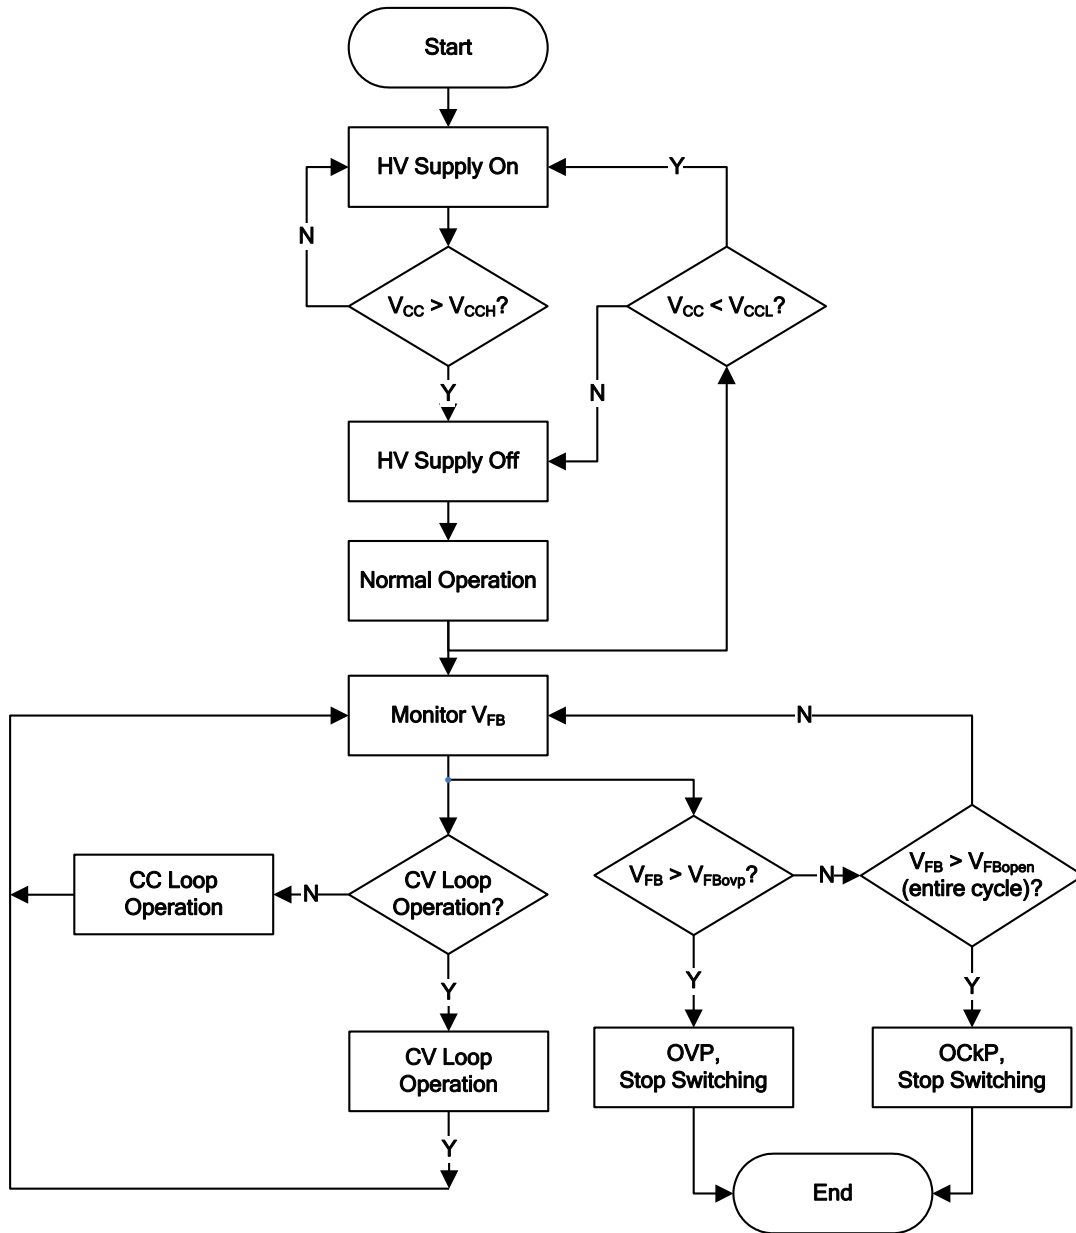 Start
HV Supply On
Y
N
VCC > VCCH?
VCC < VCCL?
Y
N
HV Supply Off
Normal Operation
Monitor VFB
N
CC Loop
Operation
N
CV Loop
Operation?
VFB > VFBovp?
N
VFB > VFBopen
(entire cycle)?
Y
Y
Y
CV Loop
Operation
OVP,
Stop Switching
OCkP,
Stop Switching
Y
End